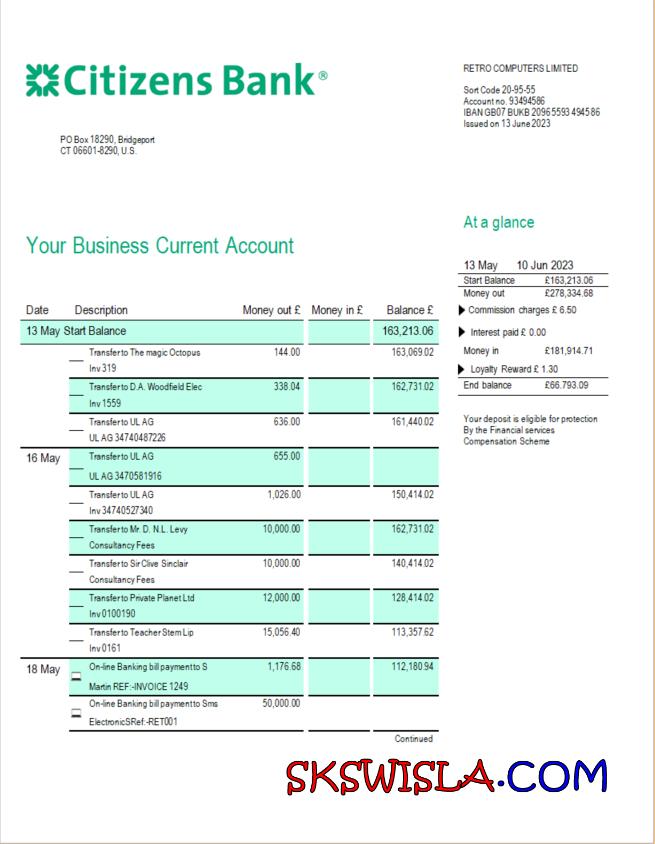 Citizens Bank®
RETRO COMPUTERS LIMITED
Sort Code 20-95-55
Account no. 93494586
IBAN GB07 BUKB 20965593 494586
Issued on 13 June 2023
PO Box 18290, Bridgeport
CT 06601-8290, U.S.
At a glance
Your Business Current Account
13 May 10 Jun 2023
Start Balance £163,213.06
Money out £278,334.68
Commission charges £ 6.50
Interest paid £ 0.00
Money in £181,914.71
Loyalty Reward £ 1.30
End balance £66.793.09
Your deposit is eligible for protection
By the Financial services
Compensation Scheme
Date Description Money out £ Money in £ Balance £
13 May Start Balance 163,213.06
Transfer to The magic Octopus 144.00 163,069.02
Inv 319
Transfer to D.A. Woodfield Elec 338.04 162,731.02
Inv 1559
Transfer to UL AG 636.00 161,440.02
UL AG 34740487226
16 May Transfer to UL AG 655.00
UL AG 3470581916
Transfer to UL AG 1,026.00 150,414.02
Inv 34740527340
Transfer to Mr. D. N.L. Levy 10,000.00 162,731.02
Consultancy Fees
Transfer to Sir Clive Sinclair 10,000.00 140,414.02
Consultancy Fees
Transfer to Private Planet Ltd 12,000.00 128,414.02
Inv 0100190
Transfer to Teacher Stem Lip 15,056.40 113,357.62
Inv 0161
18 May On-line Banking bill payment to S 1,176.68 112,180.94
Martin REF:-INVOICE 1249
On-line Banking bill payment to Sms 50,000.00
ElectronicSRef:-RET001
Continued
SKSWISLA.COM